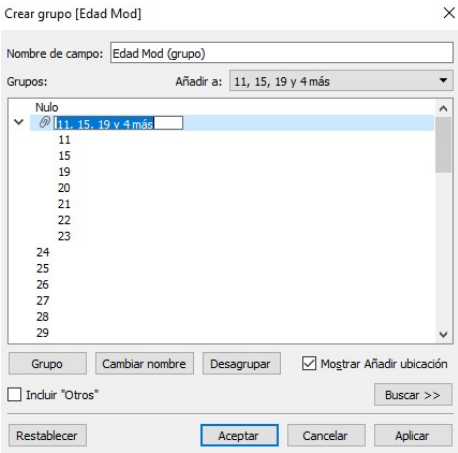 Crear grupo [Edad Mod]
Nombre de campo: Edad Mod (grupo)
Grupos: Añadir a: 11, 15, 19 y 4 más
Nulo
11, 15, 19 y 4 más
11
15
19
20
21
22
23
24
25
26
27
28
29
Grupo Cambiar nombre Desagrupar Mostrar Añadir ubicación
Incluir "Otros" Buscar >>
Restablecer Aceptar Cancelar Aplicar